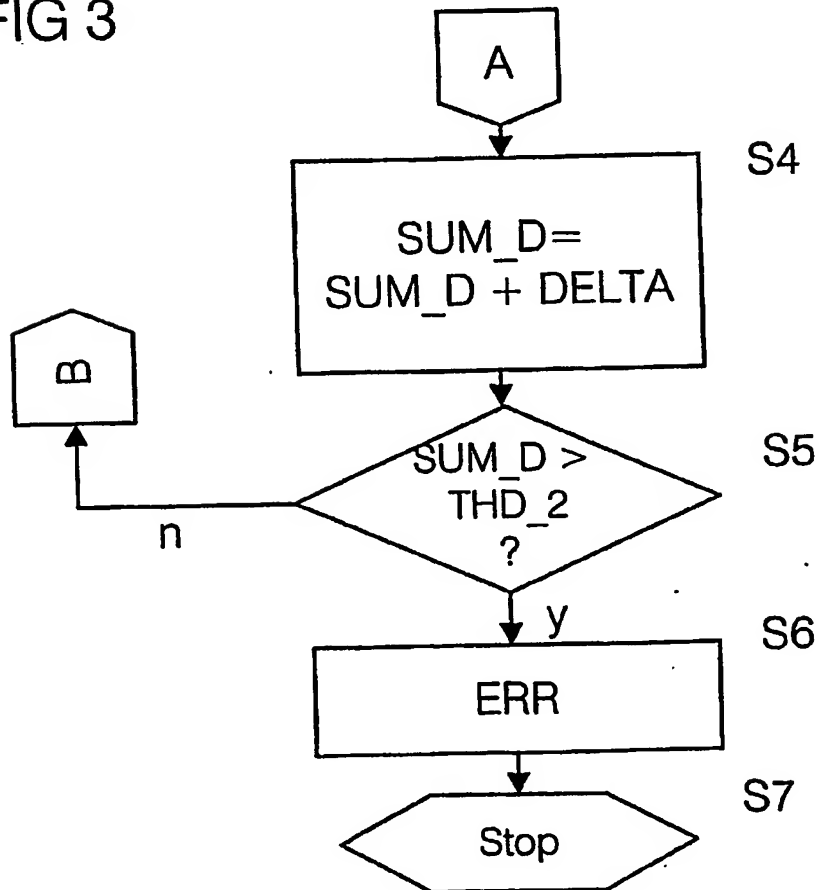 FIG 3
A
S4
SUM_D=
SUM_D + DELTA
B
SUM_D >
THD_2
?
S5
n
y
S6
ERR
S7
Stop